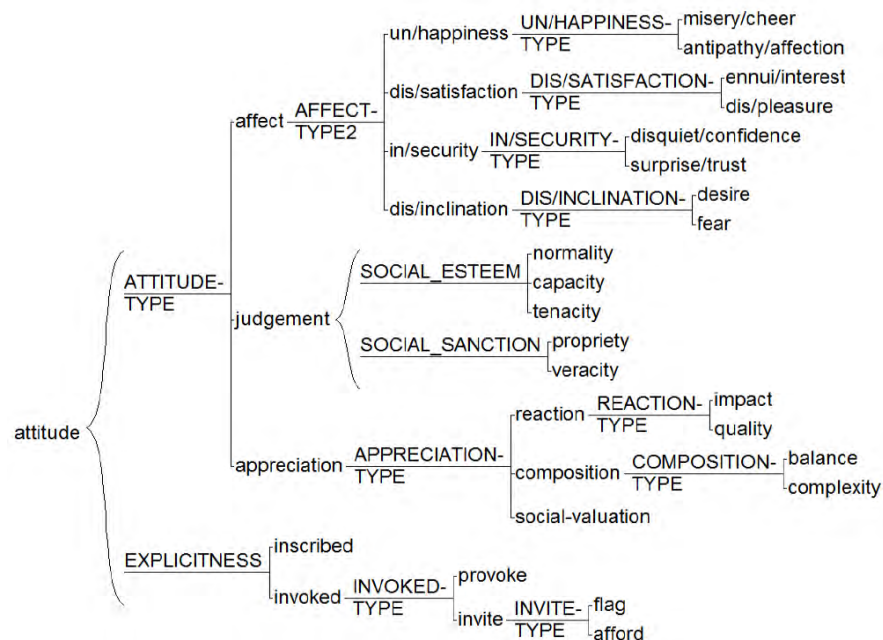 attitude
ATTITUDE-
TYPE
affect
AFFECT-
TYPE2
un/happiness
UN/HAPPINESS-
TYPE
misery/cheer
antipathy/affection
dis/satisfaction
DIS/SATISFACTION-
TYPE
ennui/interest
dis/pleasure
in/security
IN/SECURITY-
TYPE
disquiet/confidence
surprise/trust
dis/inclination
DIS/INCLINATION-
TYPE
desire
fear
judgement
SOCIAL_ESTEEM
normality
capacity
tenacity
SOCIAL_SANCTION
propriety
veracity
appreciation
APPRECIATION-
TYPE
reaction
REACTION-
TYPE
impact
quality
composition
COMPOSITION-
TYPE
balance
complexity
social-valuation
EXPLICITNESS
inscribed
invoked
INVOKED-
TYPE
provoke
invite
INVITE-
TYPE
flag
afford